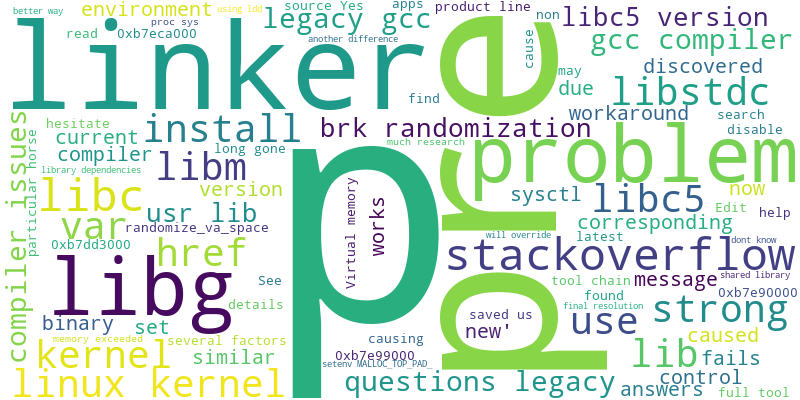 better way
environment
using ldd
source Yes
apps
product line
proc sys
legacy gcc
non
libc5 version
read
0xb7eca000
linker
another difference
cause
gcc compiler
pre
find
may
discovered
due
libstdc
hesitate
install
brk randomization
workaround
search
current
disable
compiler issues
particular horse
compiler
long gone
much research
p
problem
library dependencies
libm
libc
version
Virtual memory
works
sysctl
libc5
now
var
usr lib
corresponding
Edit
help
randomize_va_space
0xb7dd3000
href
will override
latest
dont know
stackoverflow
libg
See
tool chain
message
shared library
found
0xb7e90000
details
final resolution
strong
binary
set
saved us
new'
use
memory exceeded
several factors
causing
caused
kernel
similar
0xb7e99000
lib
fails
setenv MALLOC_TOP_PAD_
control
linux kernel
questions legacy
answers
full tool